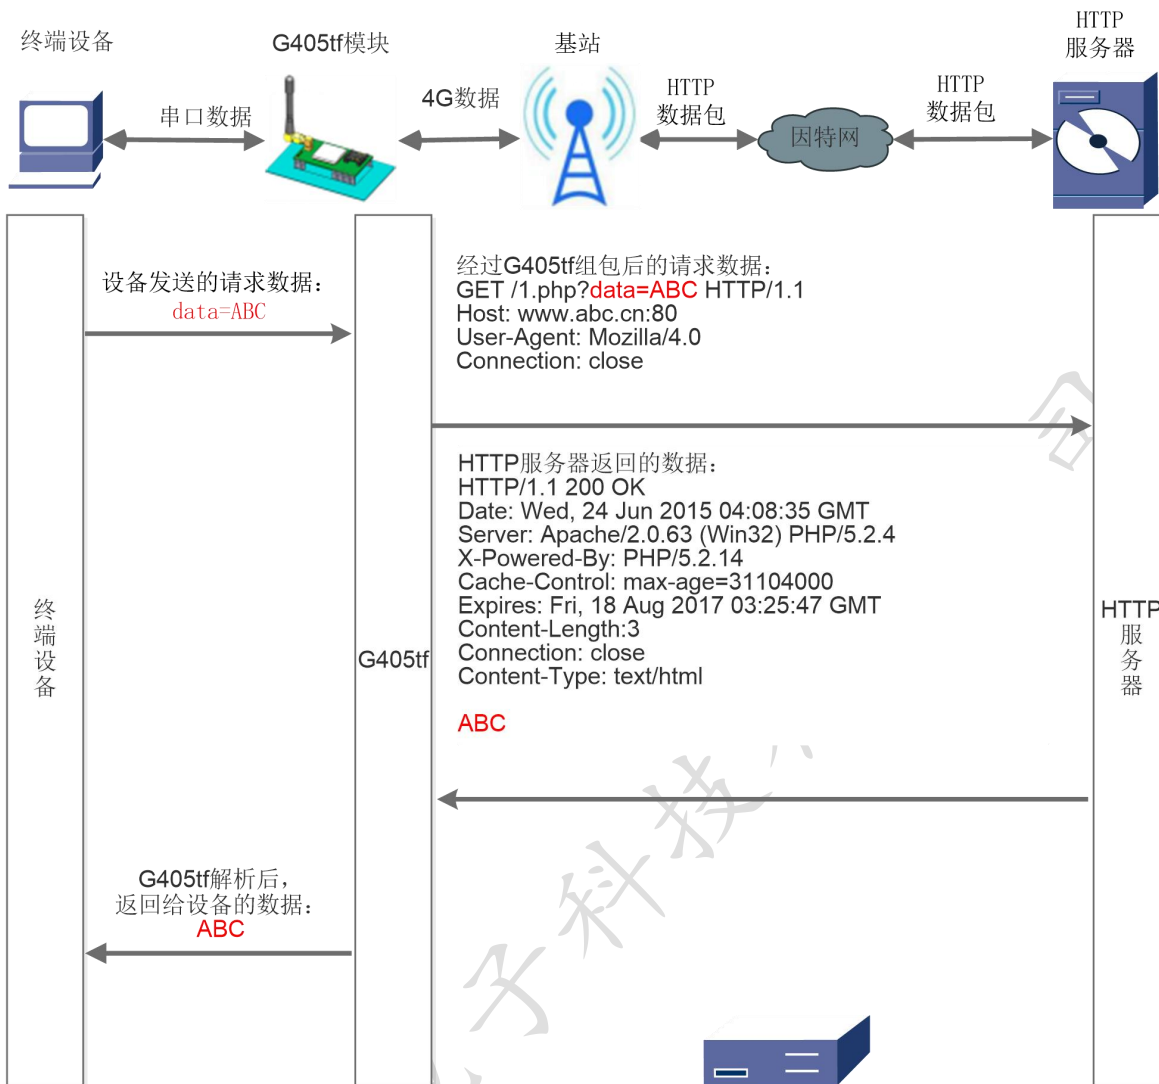 终端设备
G405tf模块
基站
HTTP
服务器
串口数据
4G数据
HTTP
数据包
因特网
HTTP
数据包
设备发送的请求数据：
data=ABC
经过G405tf组包后的请求数据：
GET /1.php?data=ABC HTTP/1.1
Host: www.abc.cn:80
User-Agent: Mozilla/4.0
Connection: close
HTTP服务器返回的数据：
HTTP/1.1 200 OK
Date: Wed, 24 Jun 2015 04:08:35 GMT
Server: Apache/2.0.63 (Win32) PHP/5.2.4
X-Powered-By: PHP/5.2.14
Cache-Control: max-age=31104000
Expires: Fri, 18 Aug 2017 03:25:47 GMT
Content-Length:3
Connection: close
Content-Type: text/html
ABC
终
端
设
备
G405tf
HTTP
服
务
器
G405tf解析后，
返回给设备的数据：
ABC
子科技
司